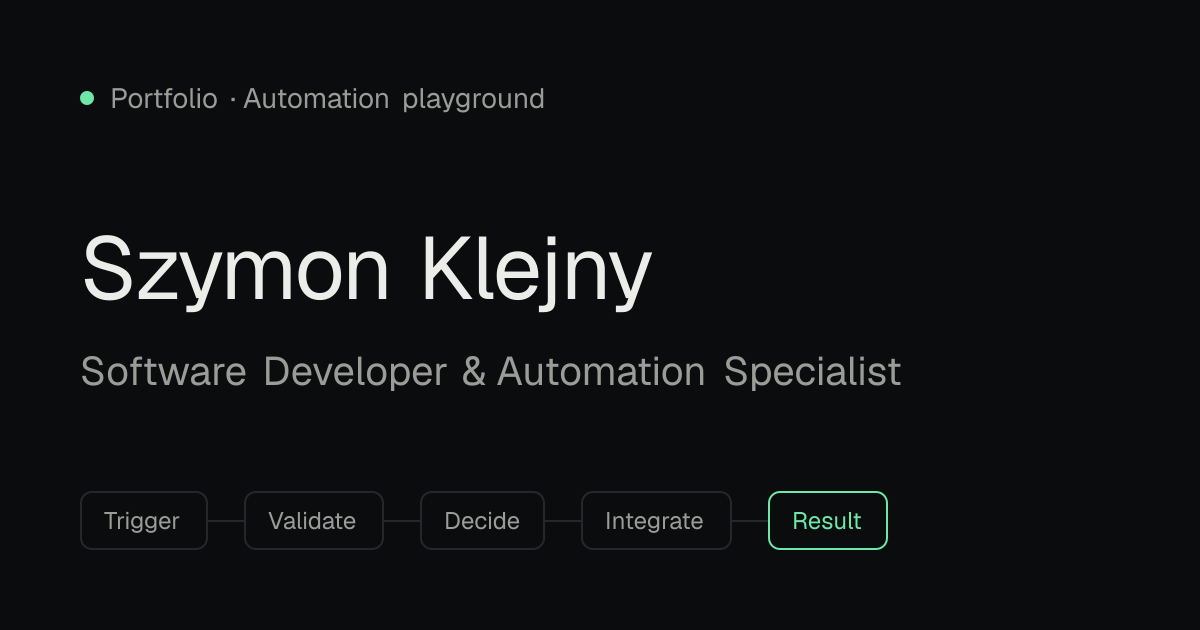 Portfolio · Automation playground
Szymon Klejny
Software Developer & Automation Specialist
Trigger Validate Decide Integrate Result